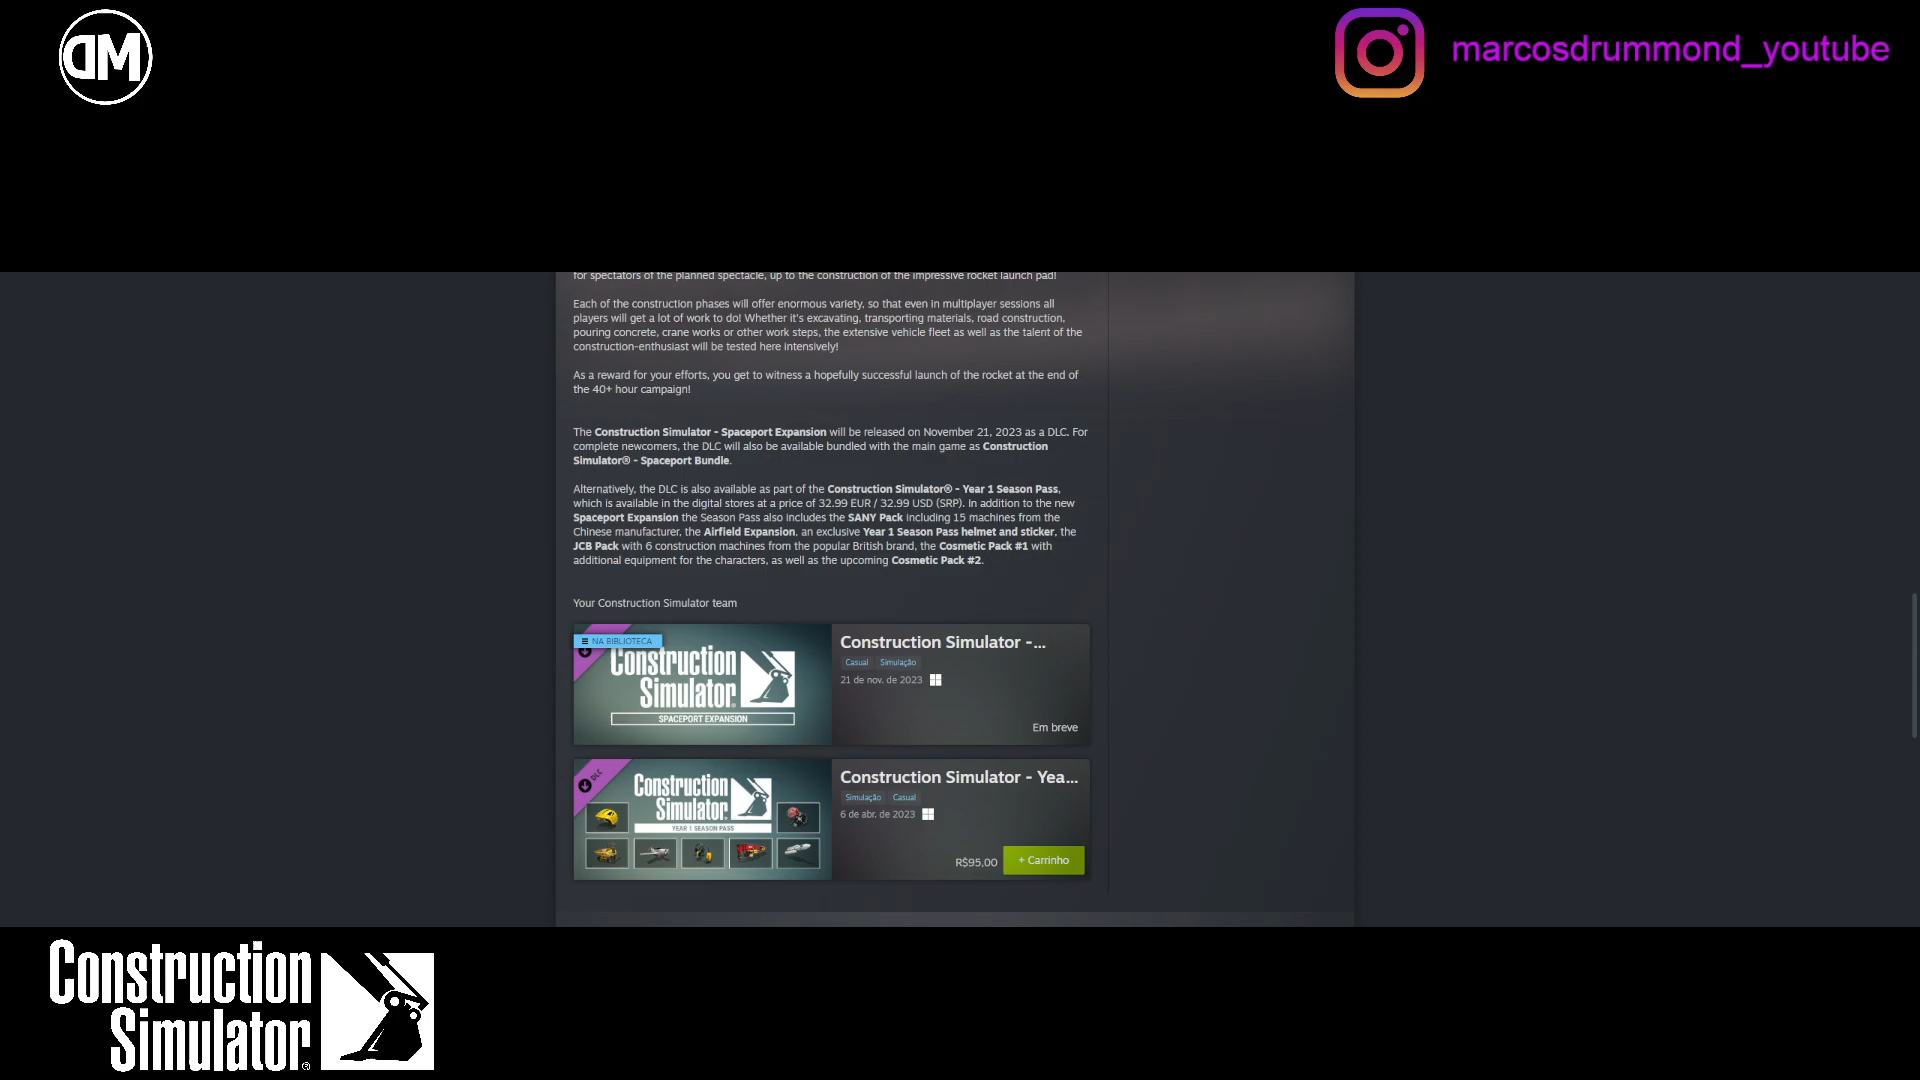 DM
marcosdrummond_youtube
for spectators of the planned spectacle, up to the construction of the impressive rocket launch pad!
Each of the construction phases will offer enormous variety, so that even in multiplayer sessions all
players will get a lot of work to do! Whether it's excavating, transporting materials, road construction,
pouring concrete, crane works or other work steps, the extensive vehicle fleet as well as the talent of the
construction-enthusiast will be tested here intensively!
As a reward for your efforts, you get to witness a hopefully successful launch of the rocket at the end of
the 40+ hour campaign!
The Construction Simulator - Spaceport Expansion will be released on November 21, 2023 as a DLC. For
complete newcomers, the DLC will also be available bundled with the main game as Construction
Simulator® - Spaceport Bundle.
Alternatively, the DLC is also available as part of the Construction Simulator® - Year 1 Season Pass,
which is available in the digital stores at a price of 32.99 EUR / 32.99 USD (SRP). In addition to the new
Spaceport Expansion the Season Pass also includes the SANY Pack including 15 machines from the
Chinese manufacturer, the Airfield Expansion, an exclusive Year 1 Season Pass helmet and sticker, the
JCB Pack with 6 construction machines from the popular British brand, the Cosmetic Pack #1 with
additional equipment for the characters, as well as the upcoming Cosmetic Pack #2.
Your Construction Simulator team
NA BIBLIOTECA
Construction
Simulator®
SPACEPORT EXPANSION
Construction Simulator -...
Casual Simulação
21 de nov. de 2023
Em breve
DLC
Construction
Simulator®
YEAR 1 SEASON PASS
Construction Simulator - Yea...
Simulação Casual
6 de abr. de 2023
R$95,00
+ Carrinho
Construction
Simulator®